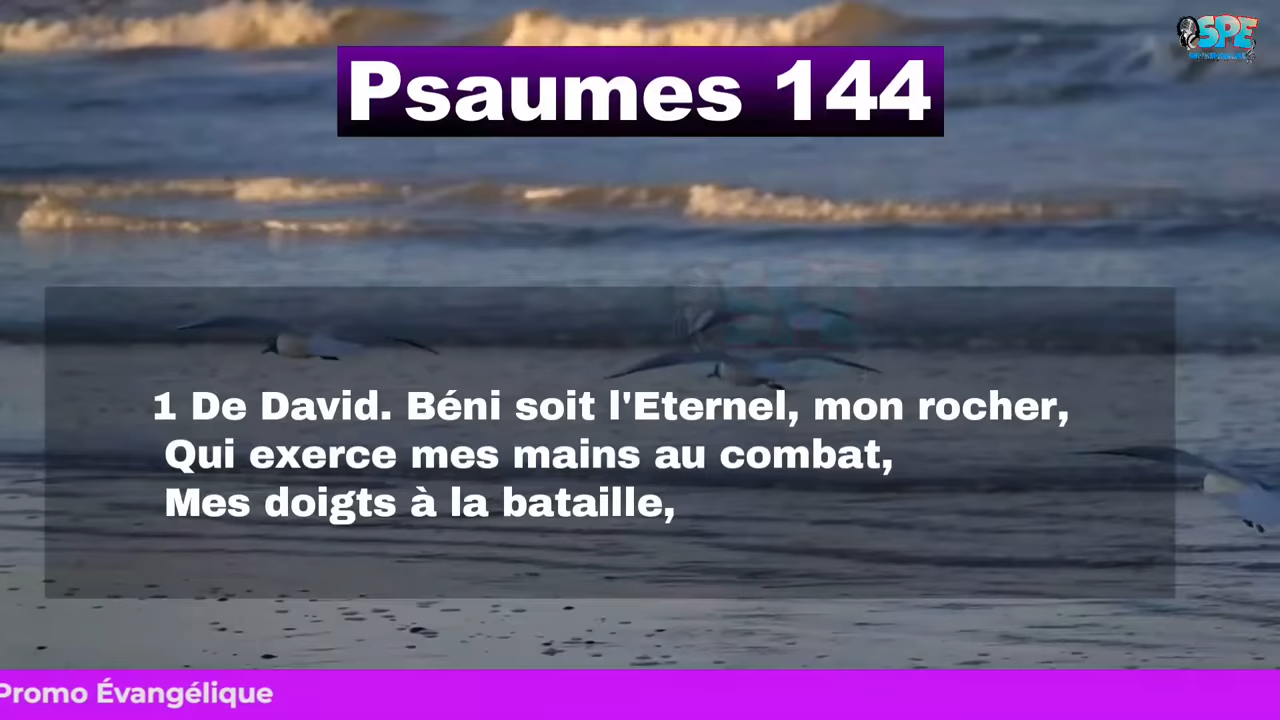 SPE
Psaumes 144
1 De David. Béni soit l'Eternel, mon rocher,
Qui exerce mes mains au combat,
Mes doigts à la bataille,
Promo Évangélique